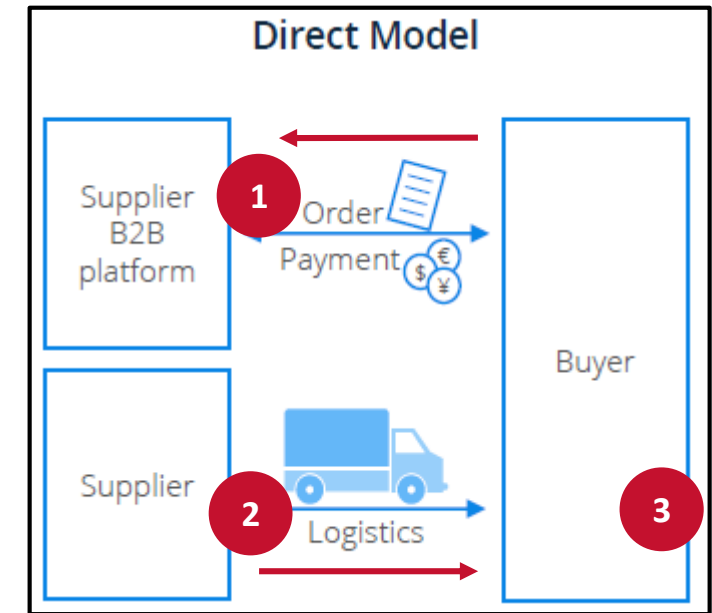 Direct Model
Supplier
B2B
platform
1
Order
Payment
$
€
¥
Buyer
Supplier
2
Logistics
3